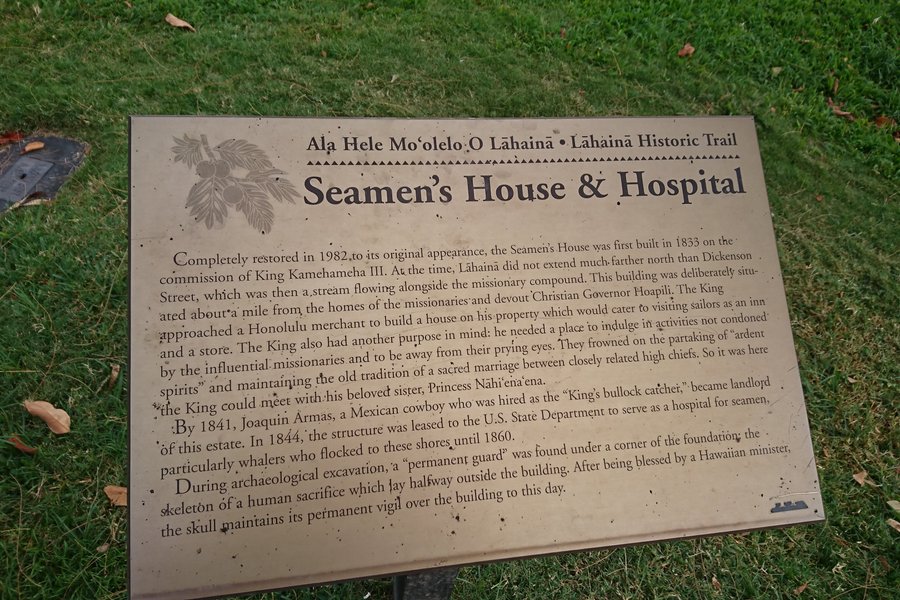 Ala Hele Mo‘olelo O Lāhainā • Lāhainā Historic Trail
Seamen's House & Hospital
Completely restored in 1982 to its original appearance, the Seamen's House was first built in 1833 on the
commission of King Kamehameha III. At the time, Lāhainā did not extend much farther north than Dickenson
Street, which was then a stream flowing alongside the missionary compound. This building was deliberately situ-
ated about a mile from the homes of the missionaries and devout Christian Governor Hoapili. The King
approached a Honolulu merchant to build a house on his property which would cater to visiting sailors as an inn
and a store. The King also had another purpose in mind: he needed a place to indulge in activities not condoned
by the influential missionaries and to be away from their prying eyes. They frowned on the partaking of "ardent
spirits" and maintaining the old tradition of a sacred marriage between closely related high chiefs. So it was here
the King could meet with his beloved sister, Princess Nāhi‘ena‘ena.
By 1841, Joaquin Armas, a Mexican cowboy who was hired as the "King's bullock catcher," became landlord
of this estate. In 1844, the structure was leased to the U.S. State Department to serve as a hospital for seamen,
particularly whalers who flocked to these shores until 1860.
During archaeological excavation, a "permanent guard" was found under a corner of the foundation; the
skeleton of a human sacrifice which lay halfway outside the building. After being blessed by a Hawaiian minister,
the skull maintains its permanent vigil over the building to this day.